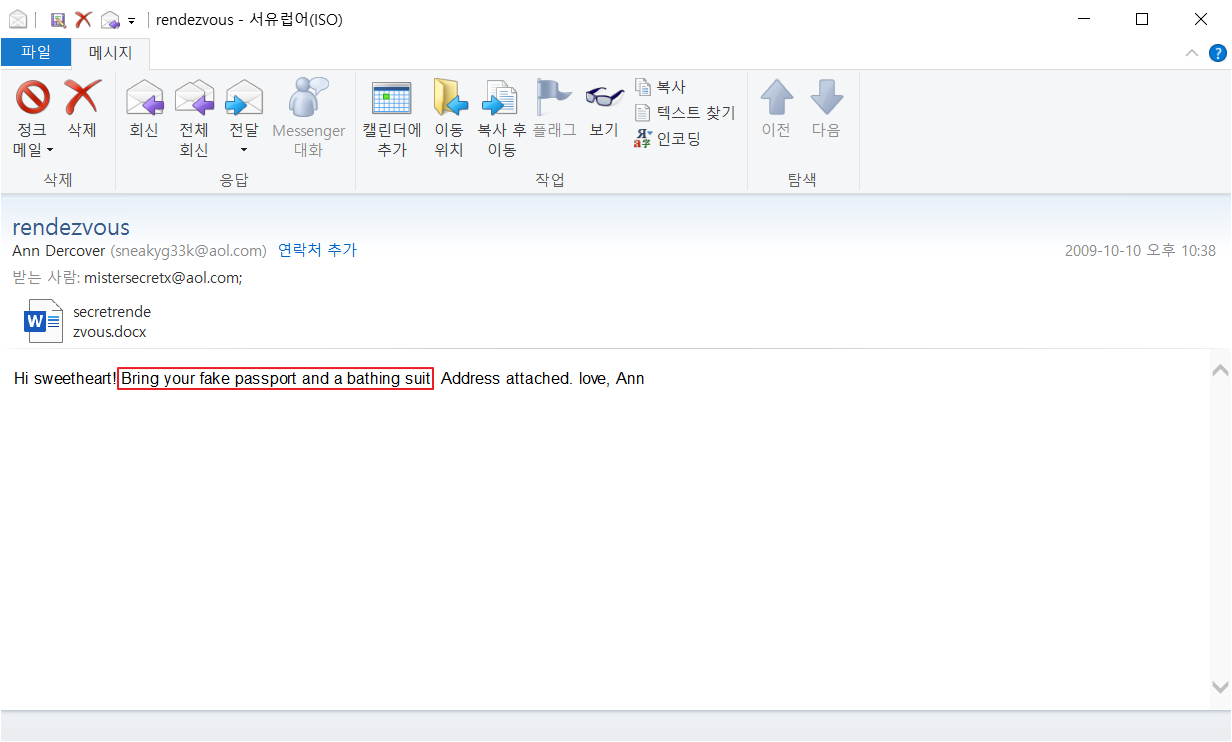 rendezvous - 서유럽어(ISO)
파일 메시지
정크 메일 삭제 회신 전체 회신 전달 Messenger 대화 캘린더에 추가 이동 위치 복사 후 이동 플래그 보기 복사 텍스트 찾기 인코딩 이전 다음
삭제 응답 작업 탐색
rendezvous
Ann Dercover (sneakyg33k@aol.com) 연락처 추가 2009-10-10 오후 10:38
받는 사람: mistersecretx@aol.com;
secretrende
zvous.docx
Hi sweetheart! Bring your fake passport and a bathing suit Address attached. love, Ann